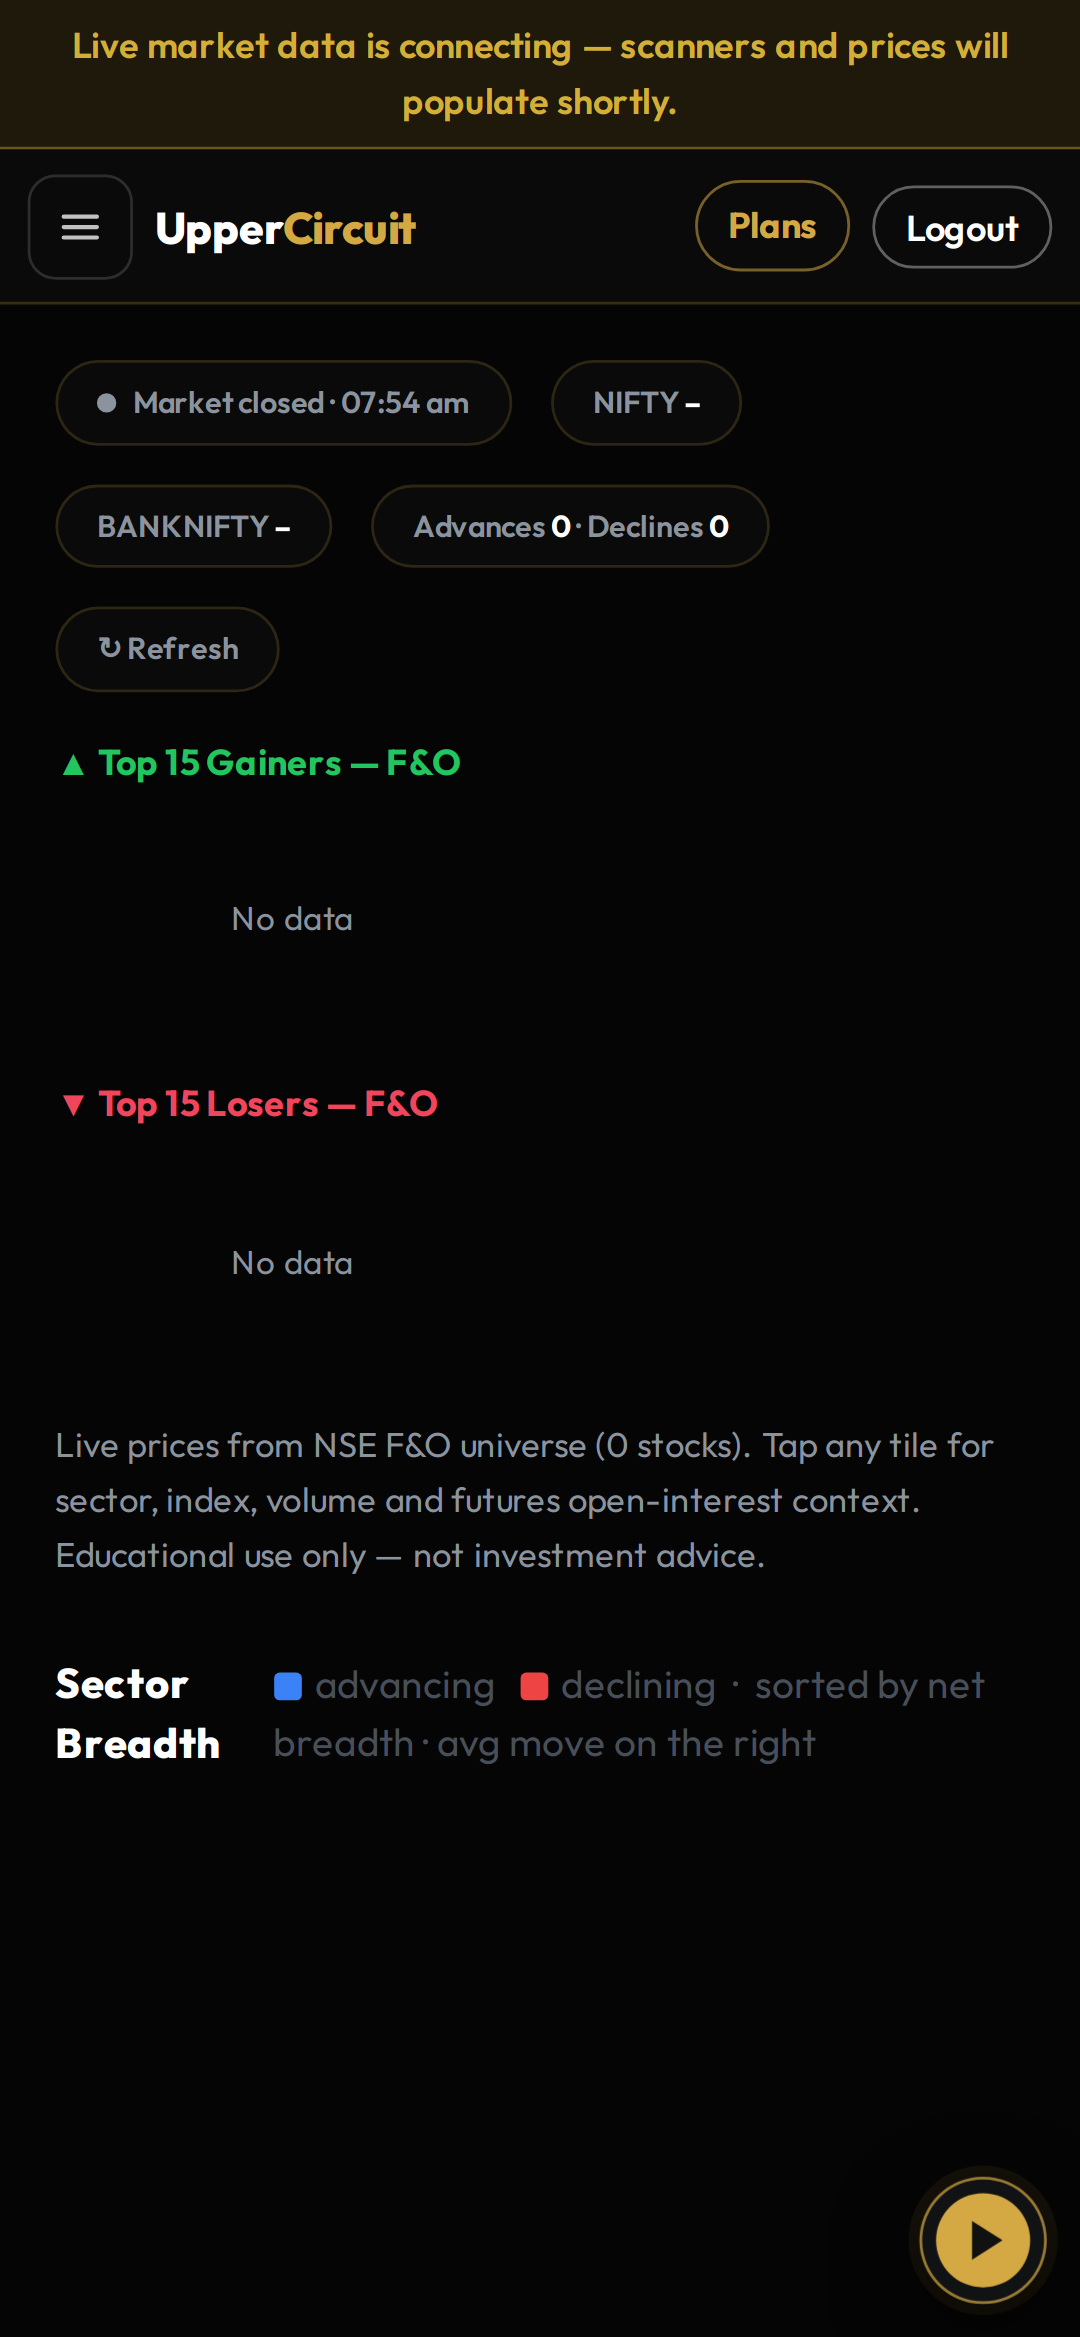 Live market data is connecting — scanners and prices will
populate shortly.
UpperCircuit
Plans
Logout
Market closed · 07:54 am
NIFTY –
BANKNIFTY –
Advances 0 · Declines 0
↻ Refresh
▲ Top 15 Gainers — F&O
No data
▼ Top 15 Losers — F&O
No data
Live prices from NSE F&O universe (0 stocks). Tap any tile for
sector, index, volume and futures open-interest context.
Educational use only — not investment advice.
Sector
Breadth
advancing declining · sorted by net
breadth · avg move on the right